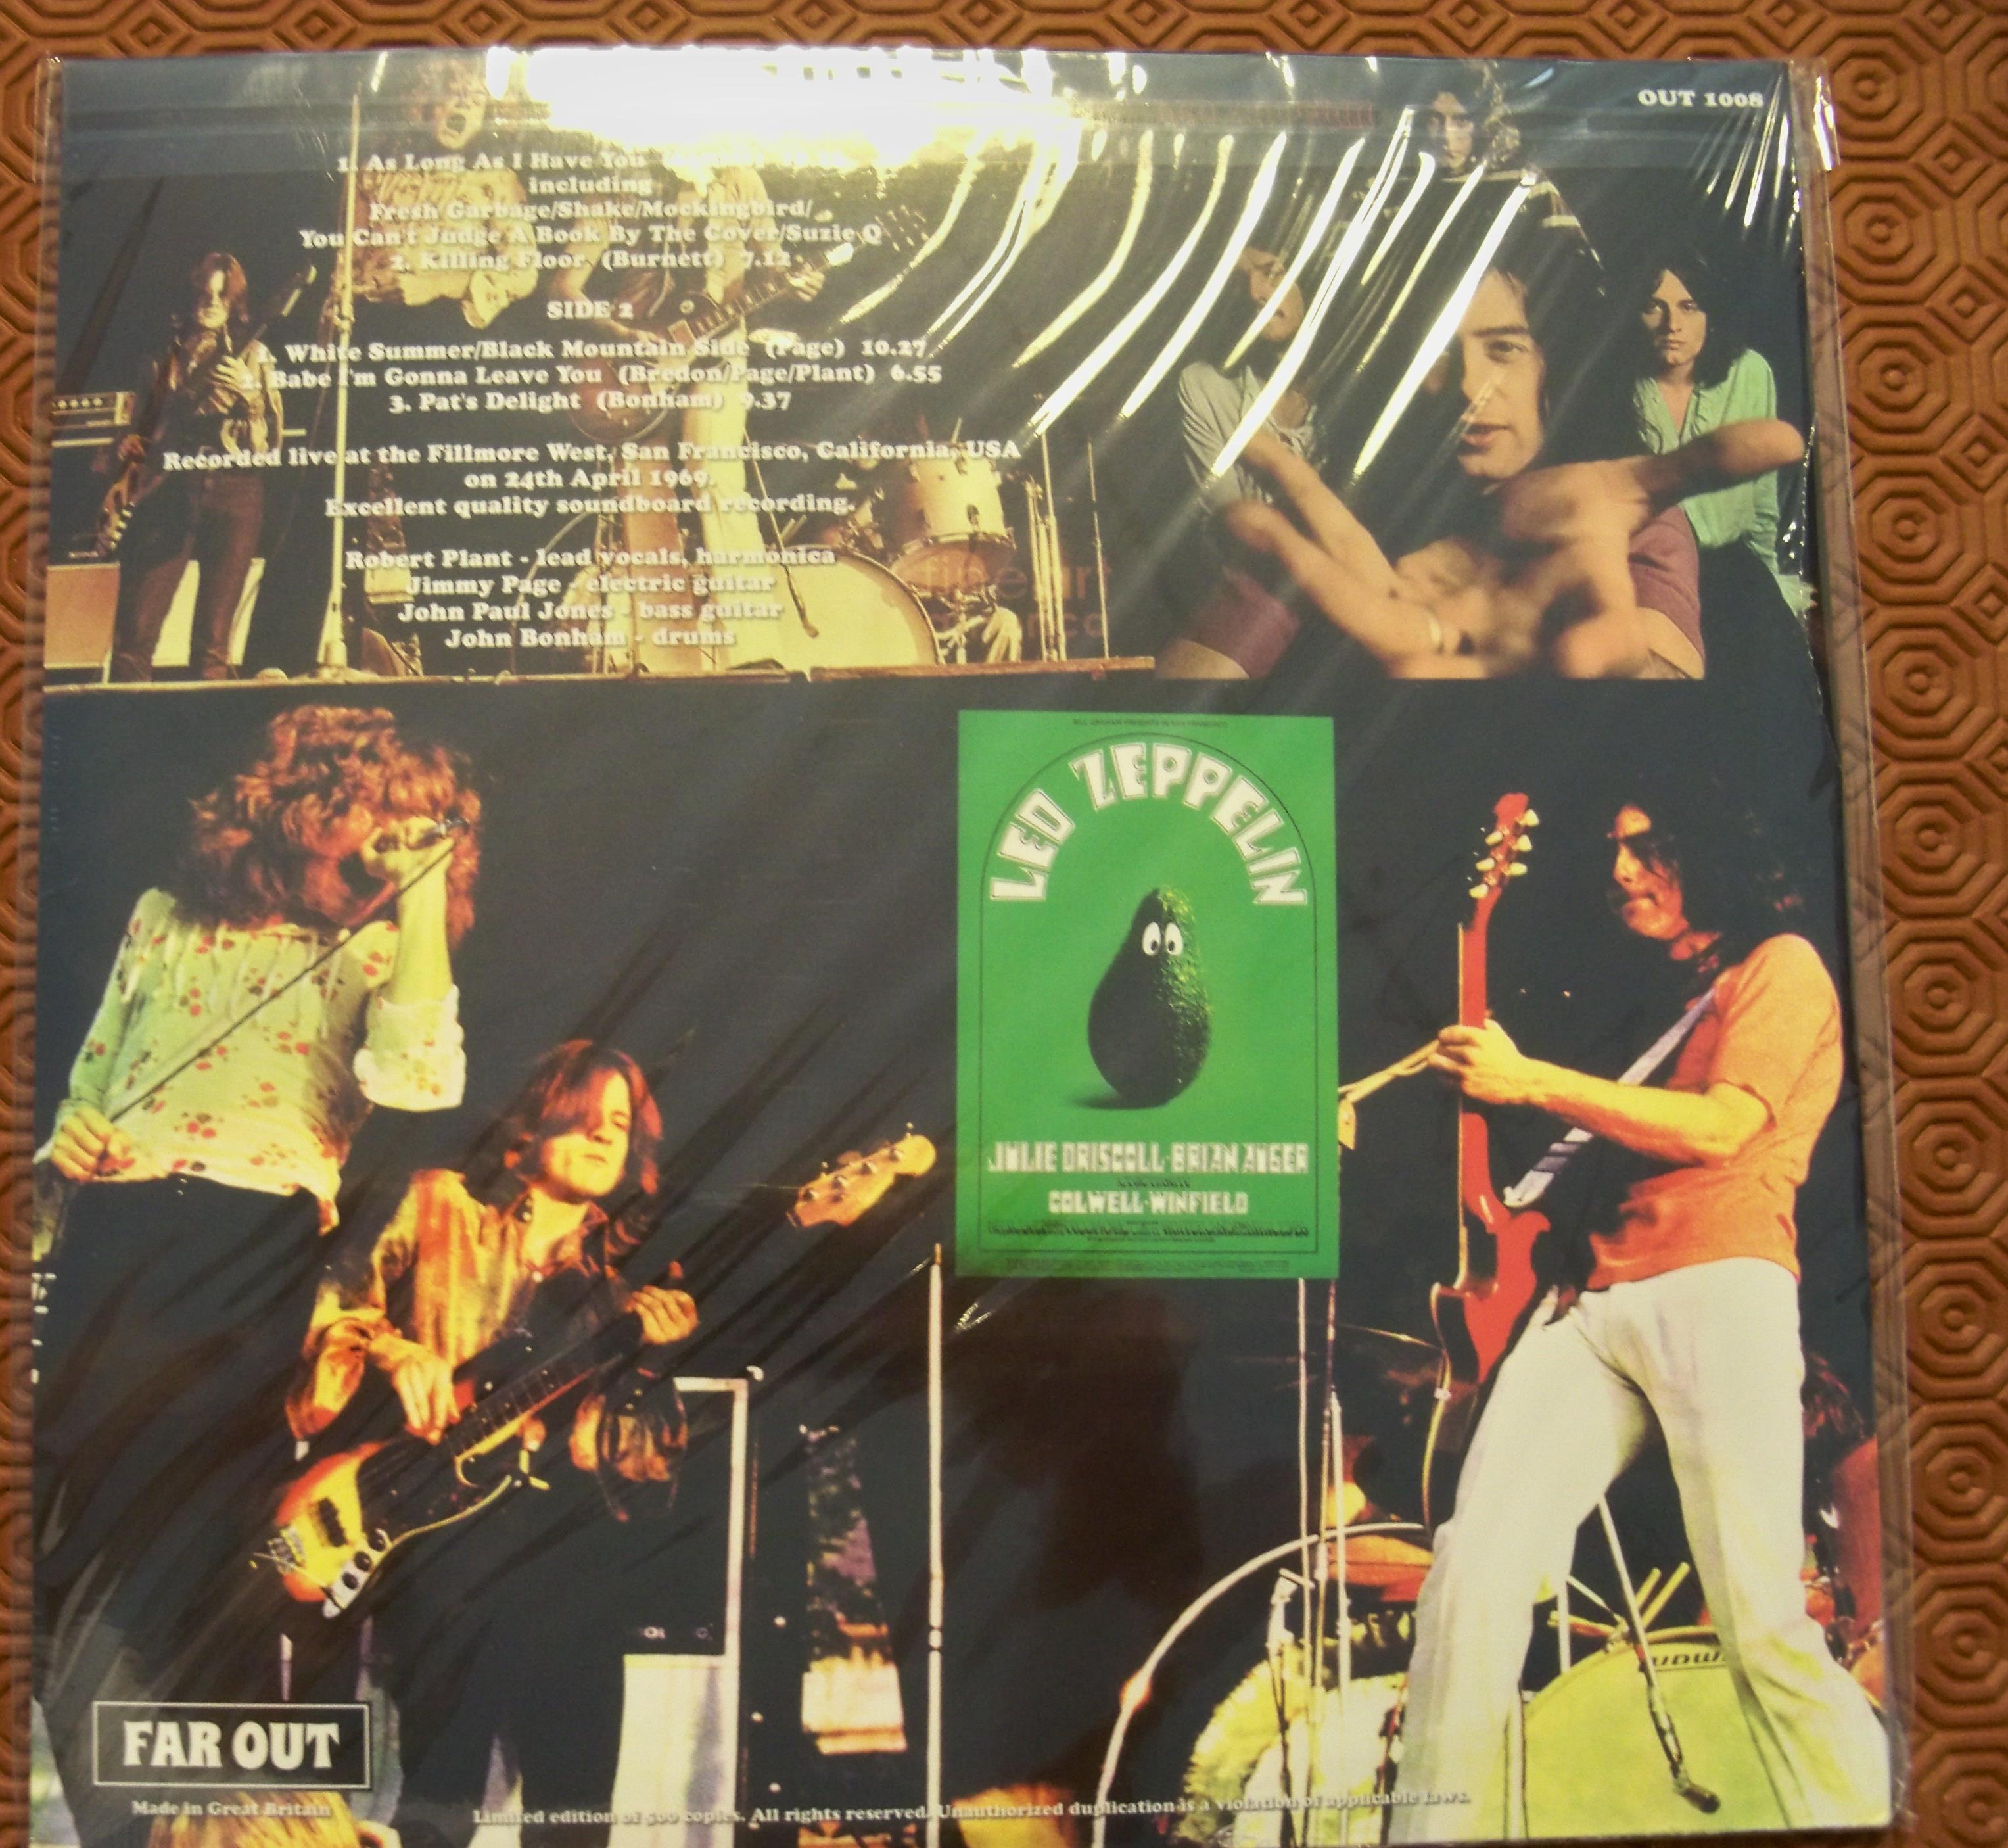 OUT 1008
1. As Long As I Have You
including
Fresh Garbage/Shake/Mockingbird/
You Can't Judge A Book By The Cover/Suzie Q
2. Killing Floor (Burnett) 7.12
SIDE 2
1. White Summer/Black Mountain Side (Page) 10.27
2. Babe I'm Gonna Leave You (Bredon/Page/Plant) 6.55
3. Pat's Delight (Bonham) 9.37
Recorded live at the Fillmore West, San Francisco, California, USA
on 24th April 1969.
Excellent quality soundboard recording.
Robert Plant - lead vocals, harmonica
Jimmy Page - electric guitar
John Paul Jones - bass guitar
John Bonham - drums
LED ZEPPELIN
JULIE DRISCOLL·BRIAN AUGER
COLWELL·WINFIELD
FAR OUT
Made in Great Britain
Limited edition of 500 copies. All rights reserved. Unauthorized duplication is a violation of applicable laws.